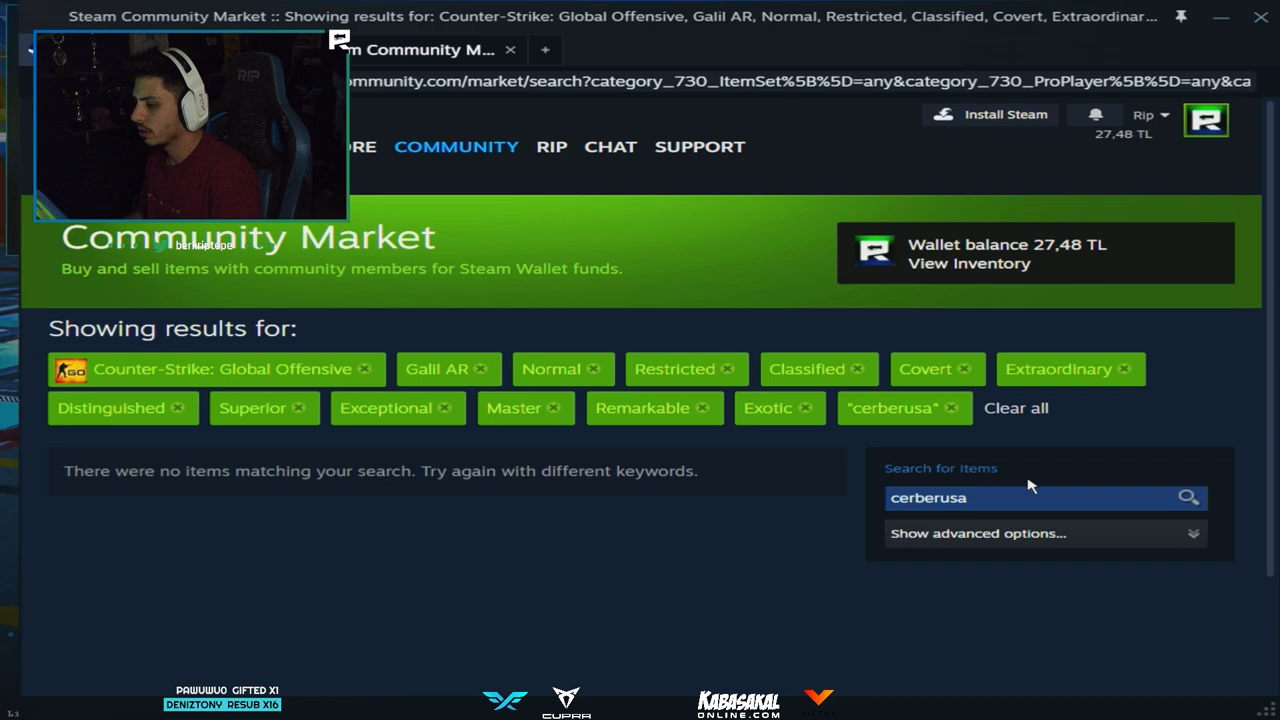 Steam Community Market :: Showing results for: Counter-Strike: Global Offensive, Galil AR, Normal, Restricted, Classified, Covert, Extraordinar...
m Community M...
mmunity.com/market/search?category_730_ItemSet%5B%5D=any&category_730_ProPlayer%5B%5D=any&ca
RIP
Install Steam
Rip
27,48 TL
RE COMMUNITY RIP CHAT SUPPORT
berkriptepe
Community Market
Buy and sell items with community members for Steam Wallet funds.
Wallet balance 27,48 TL
View Inventory
Showing results for:
GO Counter-Strike: Global Offensive Galil AR Normal Restricted Classified Covert Extraordinary
Distinguished Superior Exceptional Master Remarkable Exotic "cerberusa" Clear all
There were no items matching your search. Try again with different keywords.
Search for items
cerberusa
Show advanced options...
PAWUWUO GIFTED X1
DENIZTONY RESUB X16
CUPRA
KABASAKAL
ONLINE.COM
Li